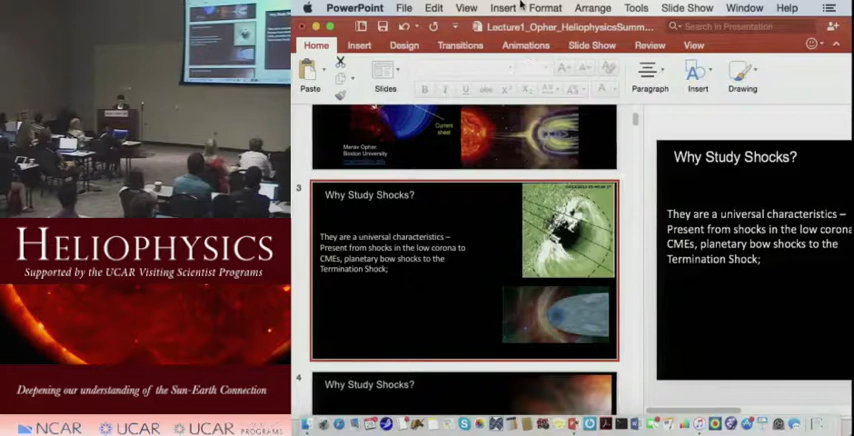 PowerPoint File Edit View Insert Format Arrange Tools Slide Show Window Help
Lecture1_Opher_HeliophysicsSumm...
Search in Presentation
Home Insert Design Transitions Animations Slide Show Review View
Paste
Slides
Paragraph
Insert
Drawing
Current
sheet
Merav Opher
Boston University
3
Why Study Shocks?
They are a universal characteristics –
Present from shocks in the low corona to
CMEs, planetary bow shocks to the
Termination Shock;
4
Why Study Shocks?
Why Study Shocks?
They are a universal characteristics –
Present from shocks in the low corona
CMEs, planetary bow shocks to the
Termination Shock;
HELIOPHYSICS
Supported by the UCAR Visiting Scientist Programs
Deepening our understanding of the Sun-Earth Connection
NCAR UCAR UCAR PROGRAMS